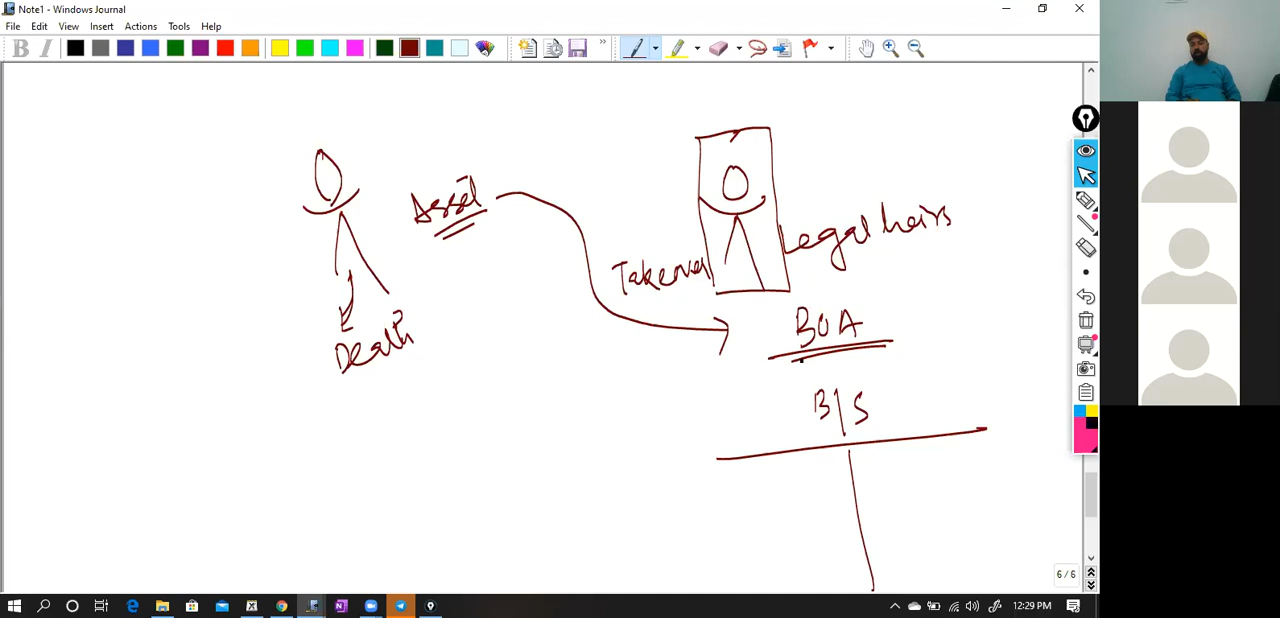 Note1 - Windows Journal
File Edit View Insert Actions Tools Help
B I
Asset
Legal heirs
Takeover
BOA
Death
B/S
6 / 6
12:29 PM